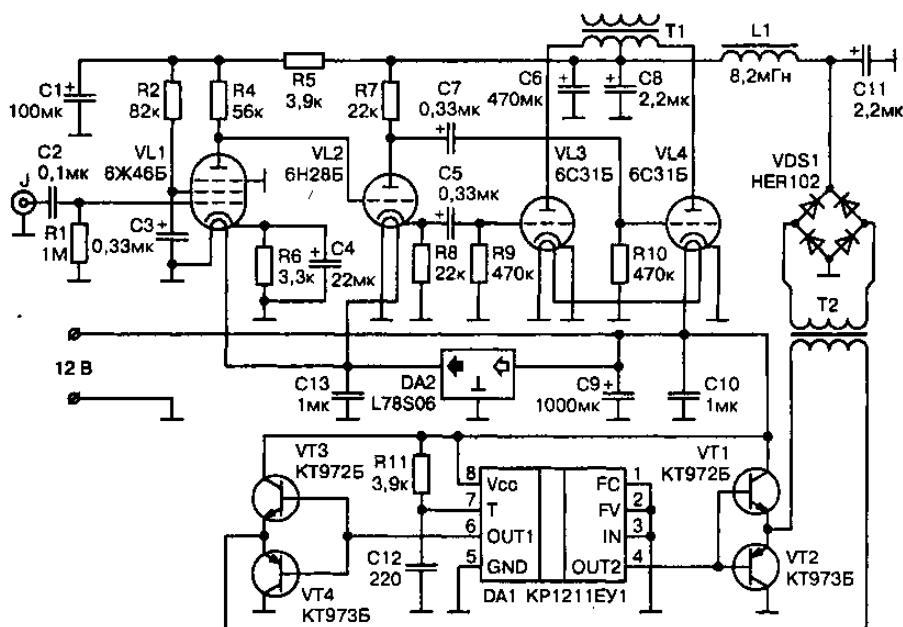 T1
L1
8,2мГн
C1
100мк
R2
82к
R4
56к
R5
3,9к
R7
22к
C7
0,33мк
C6
470мк
C8
2,2мк
C11
2,2мк
C2
0,1мк
VL1
6Ж46Б
VL2
6Н28Б
C5
0,33мк
VL3
6С31Б
VL4
6С31Б
VDS1
HER102
J
R1
1М
C3
0,33мк
R6
3,3к
C4
22мк
R8
22к
R9
470к
R10
470к
T2
12 В
C13
1мк
DA2
L78S06
C9
1000мк
C10
1мк
VT3
КТ972Б
R11
3,9к
VT1
КТ972Б
8 Vcc
7 T
6 OUT1
5 GND
FC 1
FV 2
IN 3
OUT2 4
C12
220
VT4
КТ973Б
VT2
КТ973Б
DA1 КР1211ЕУ1